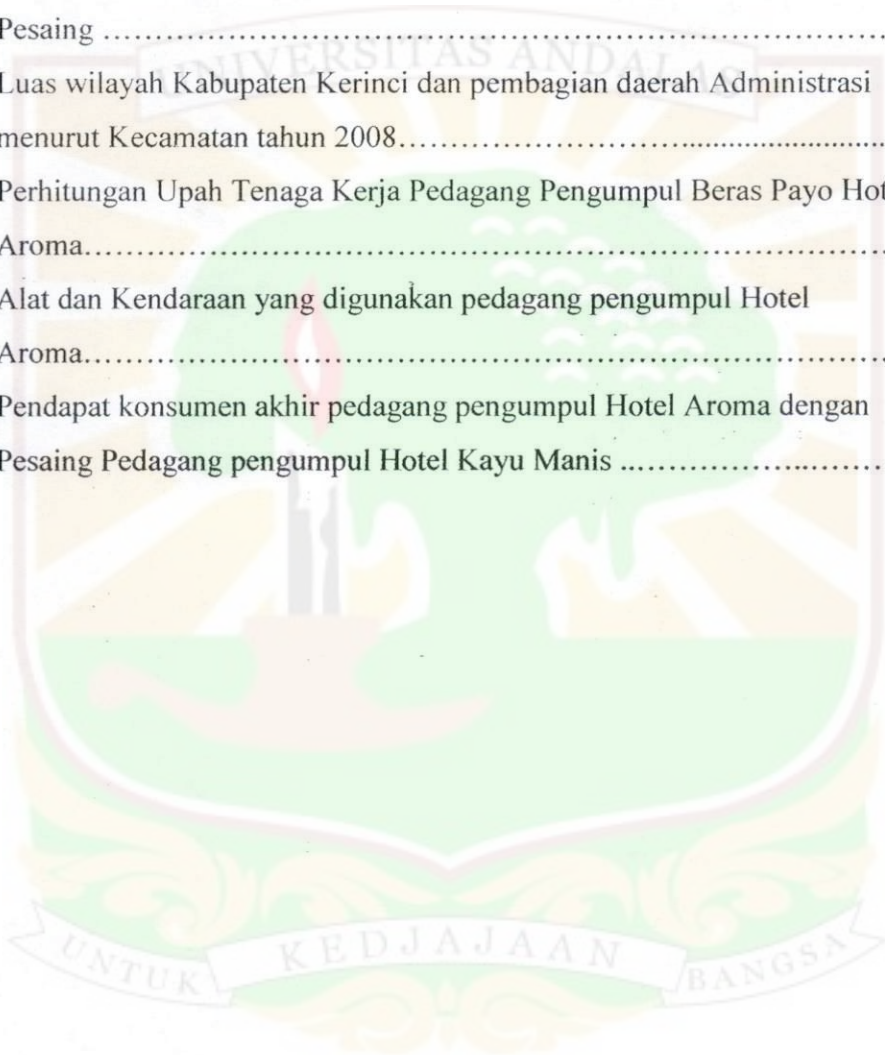 Pesaing ……………………………………………………………………
Luas wilayah Kabupaten Kerinci dan pembagian daerah Administrasi
menurut Kecamatan tahun 2008……………………………………………
Perhitungan Upah Tenaga Kerja Pedagang Pengumpul Beras Payo Hot
Aroma……………………………………………………………………
Alat dan Kendaraan yang digunakan pedagang pengumpul Hotel
Aroma……………………………………………………………………
Pendapat konsumen akhir pedagang pengumpul Hotel Aroma dengan
Pesaing Pedagang pengumpul Hotel Kayu Manis ………………………
UNIVERSITAS ANDALAS
UNTUK KEDJAJAAN BANGSA